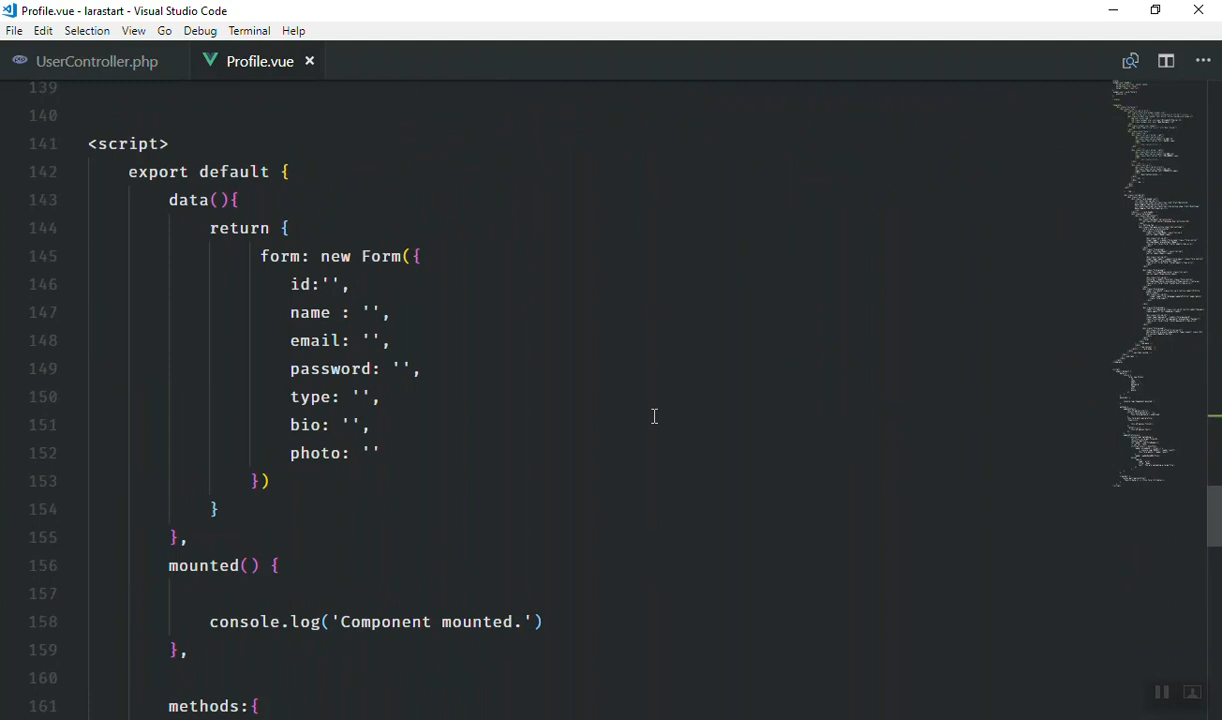 Profile.vue - larastart - Visual Studio Code
File Edit Selection View Go Debug Terminal Help
UserController.php Profile.vue
139
140
141 <script>
142 export default {
143 data(){
144 return {
145 form: new Form({
146 id:'',
147 name : '',
148 email: '',
149 password: '',
150 type: '',
151 bio: '',
152 photo: ''
153 })
154 }
155 },
156 mounted() {
157
158 console.log('Component mounted.')
159 },
160
161 methods:{